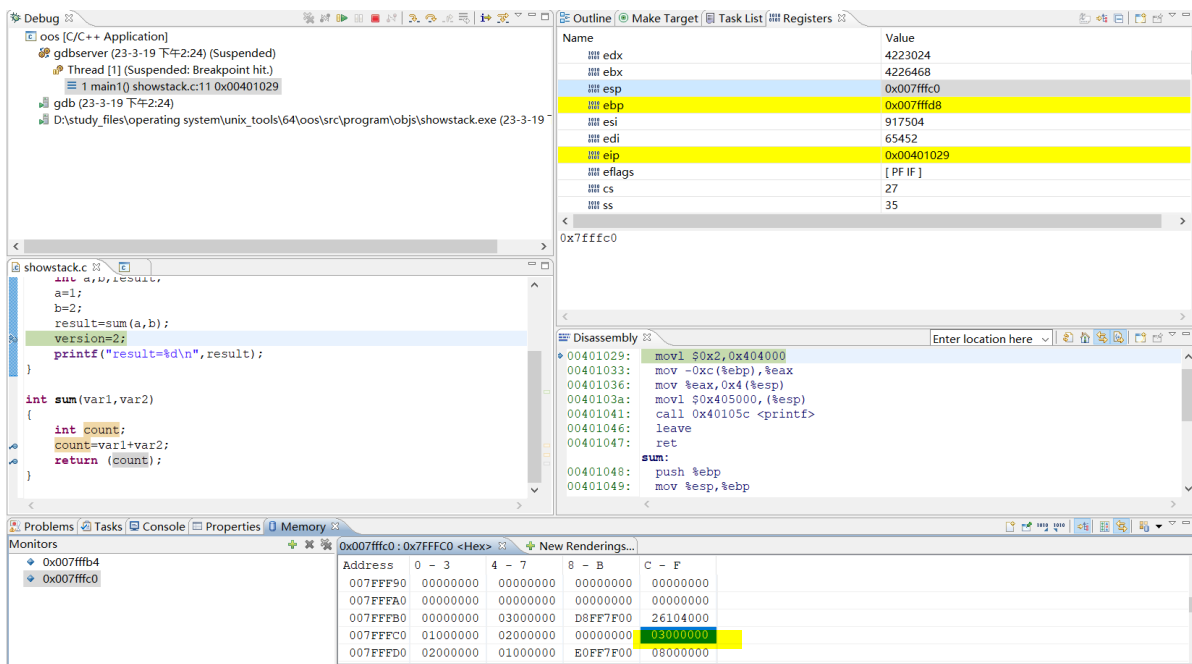 Debug
oos [C/C++ Application]
gdbserver (23-3-19 下午2:24) (Suspended)
Thread [1] (Suspended: Breakpoint hit.)
1 main1() showstack.c:11 0x00401029
gdb (23-3-19 下午2:24)
D:\study_files\operating system\unix_tools\64\oos\src\program\objs\showstack.exe (23-3-19
Outline Make Target Task List Registers
Name Value
edx 4223024
ebx 4226468
esp 0x007fffc0
ebp 0x007fffd8
esi 917504
edi 65452
eip 0x00401029
eflags [ PF IF ]
cs 27
ss 35
0x7fffc0
showstack.c
int a,b,result;
a=1;
b=2;
result=sum(a,b);
version=2;
printf("result=%d\n",result);
}
int sum(var1,var2)
{
int count;
count=var1+var2;
return (count);
}
Disassembly Enter location here
00401029: movl $0x2,0x404000
00401033: mov -0xc(%ebp),%eax
00401036: mov %eax,0x4(%esp)
0040103a: movl $0x405000,(%esp)
00401041: call 0x40105c <printf>
00401046: leave
00401047: ret
sum:
00401048: push %ebp
00401049: mov %esp,%ebp
Problems Tasks Console Properties Memory
Monitors
0x007fffb4
0x007fffc0
0x007fffc0 : 0x7FFFC0 <Hex> New Renderings...
Address 0 - 3 4 - 7 8 - B C - F
007FFF90 00000000 00000000 00000000 00000000
007FFFA0 00000000 00000000 00000000 00000000
007FFFB0 00000000 03000000 D8FF7F00 26104000
007FFFC0 01000000 02000000 00000000 03000000
007FFFD0 02000000 01000000 E0FF7F00 08000000